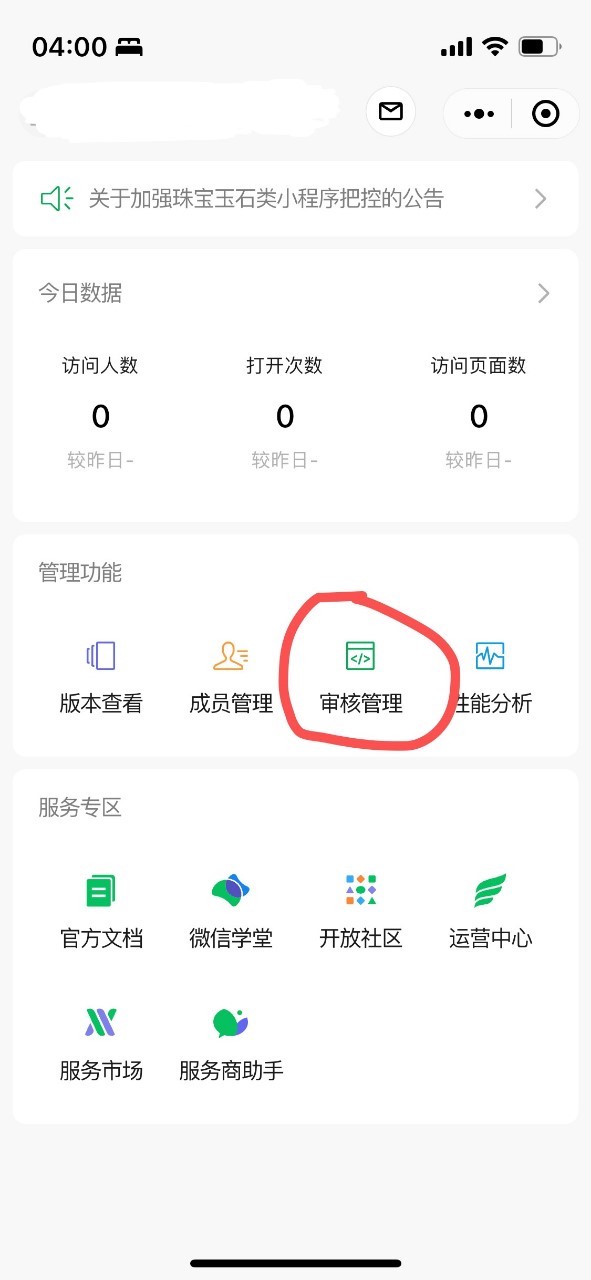 04:00
关于加强珠宝玉石类小程序把控的公告
今日数据
访问人数 打开次数 访问页面数
0 0 0
较昨日- 较昨日- 较昨日-
管理功能
版本查看 成员管理 审核管理 性能分析
服务专区
官方文档 微信学堂 开放社区 运营中心
服务市场 服务商助手